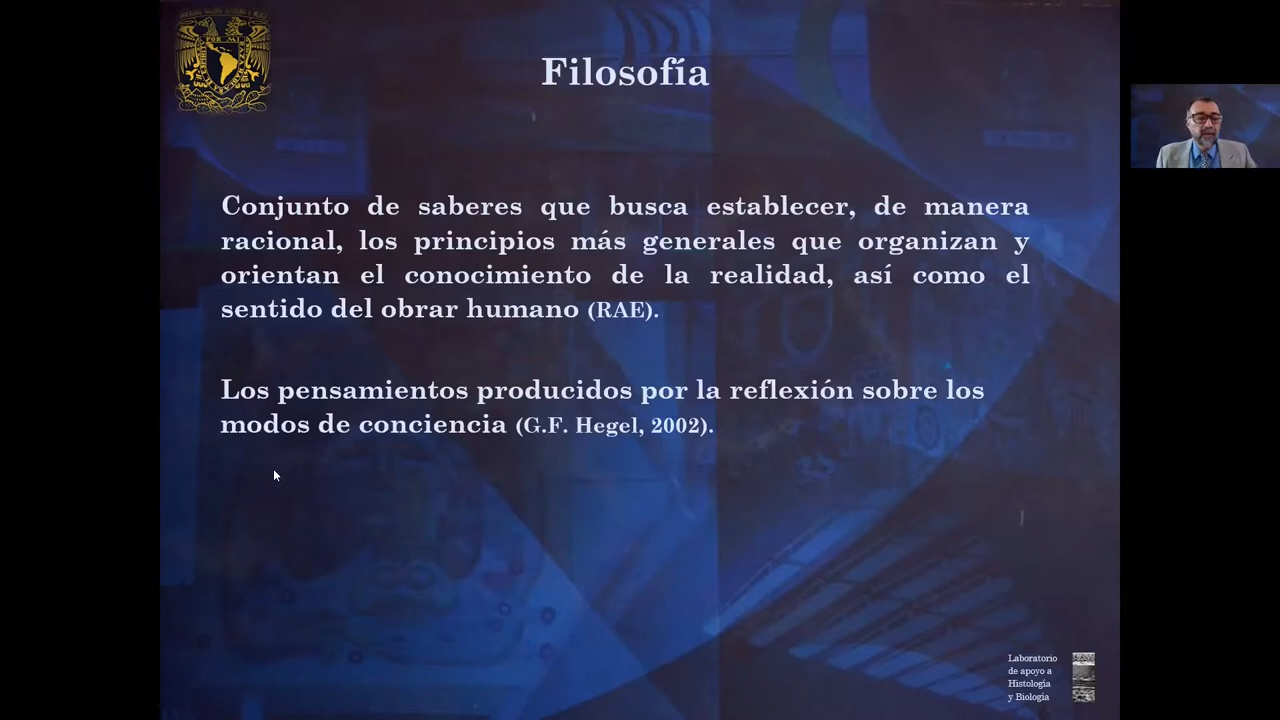 Filosofía
Conjunto de saberes que busca establecer, de manera
racional, los principios más generales que organizan y
orientan el conocimiento de la realidad, así como el
sentido del obrar humano (RAE).
Los pensamientos producidos por la reflexión sobre los
modos de conciencia (G.F. Hegel, 2002).
Laboratorio
de apoyo a
Histología
y Biología